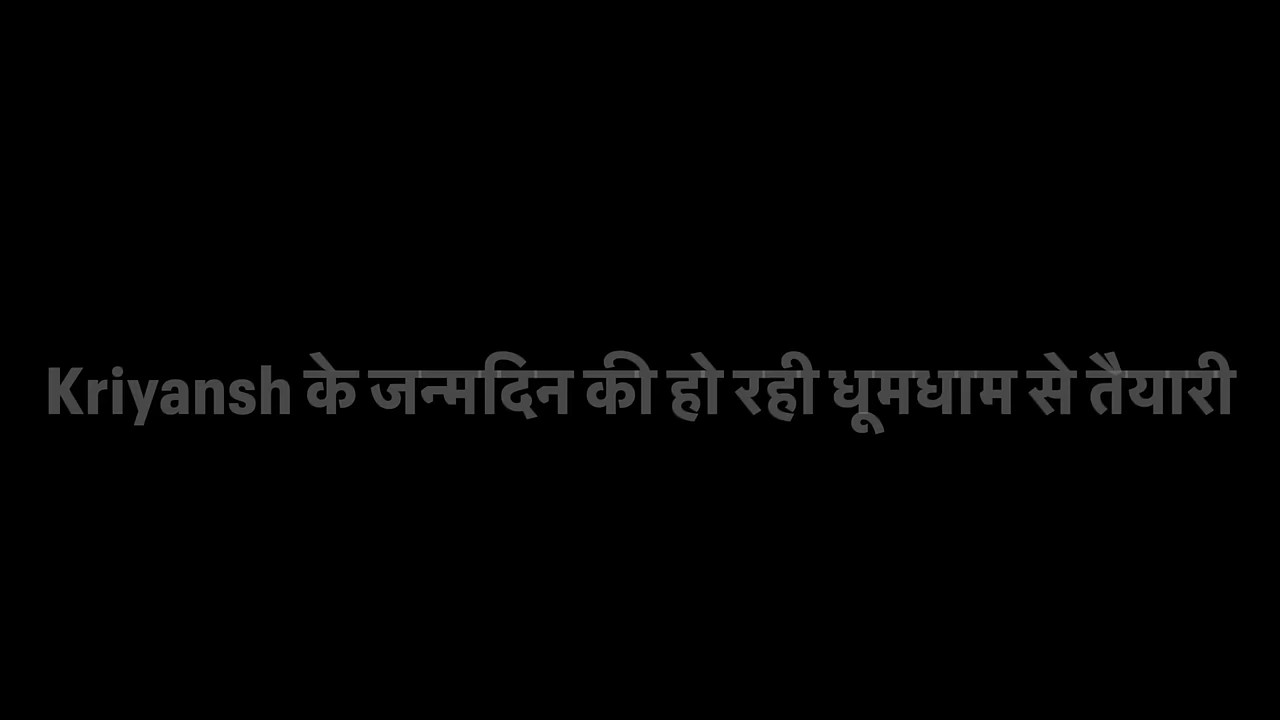 Kriyansh के जन्मदिन की हो रही धूमधाम से तैयारी